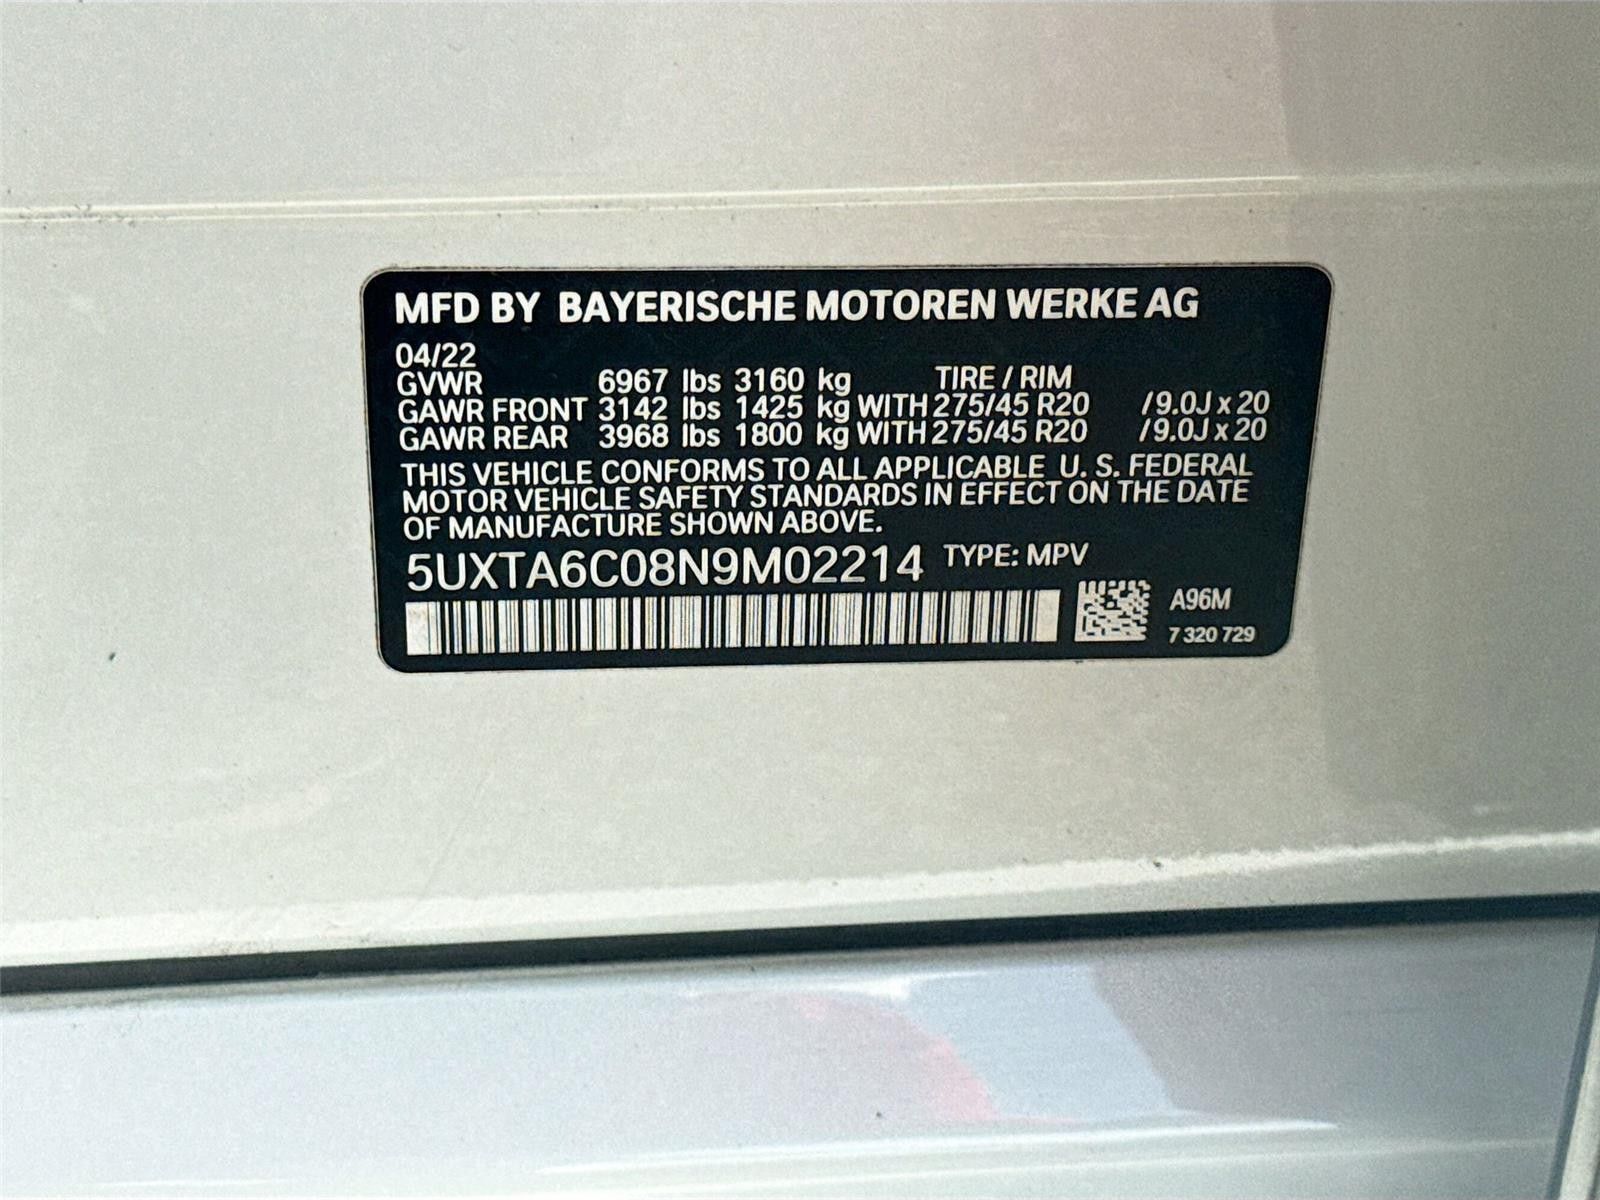 MFD BY BAYERISCHE MOTOREN WERKE AG
04/22
GVWR 6967 lbs 3160 kg TIRE / RIM
GAWR FRONT 3142 lbs 1425 kg WITH 275/45 R20 / 9.0J x 20
GAWR REAR 3968 lbs 1800 kg WITH 275/45 R20 / 9.0J x 20
THIS VEHICLE CONFORMS TO ALL APPLICABLE U. S. FEDERAL
MOTOR VEHICLE SAFETY STANDARDS IN EFFECT ON THE DATE
OF MANUFACTURE SHOWN ABOVE.
5UXTA6C08N9M02214 TYPE: MPV
A96M
7 320 729